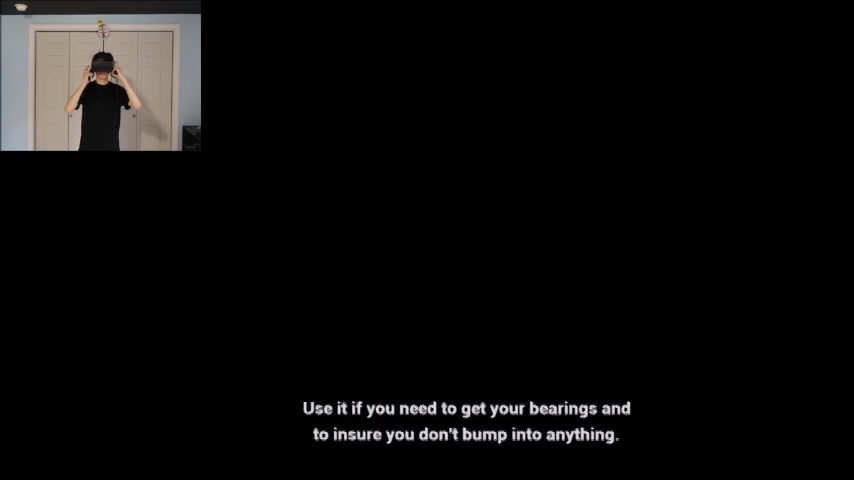 Use it if you need to get your bearings and
to insure you don't bump into anything.